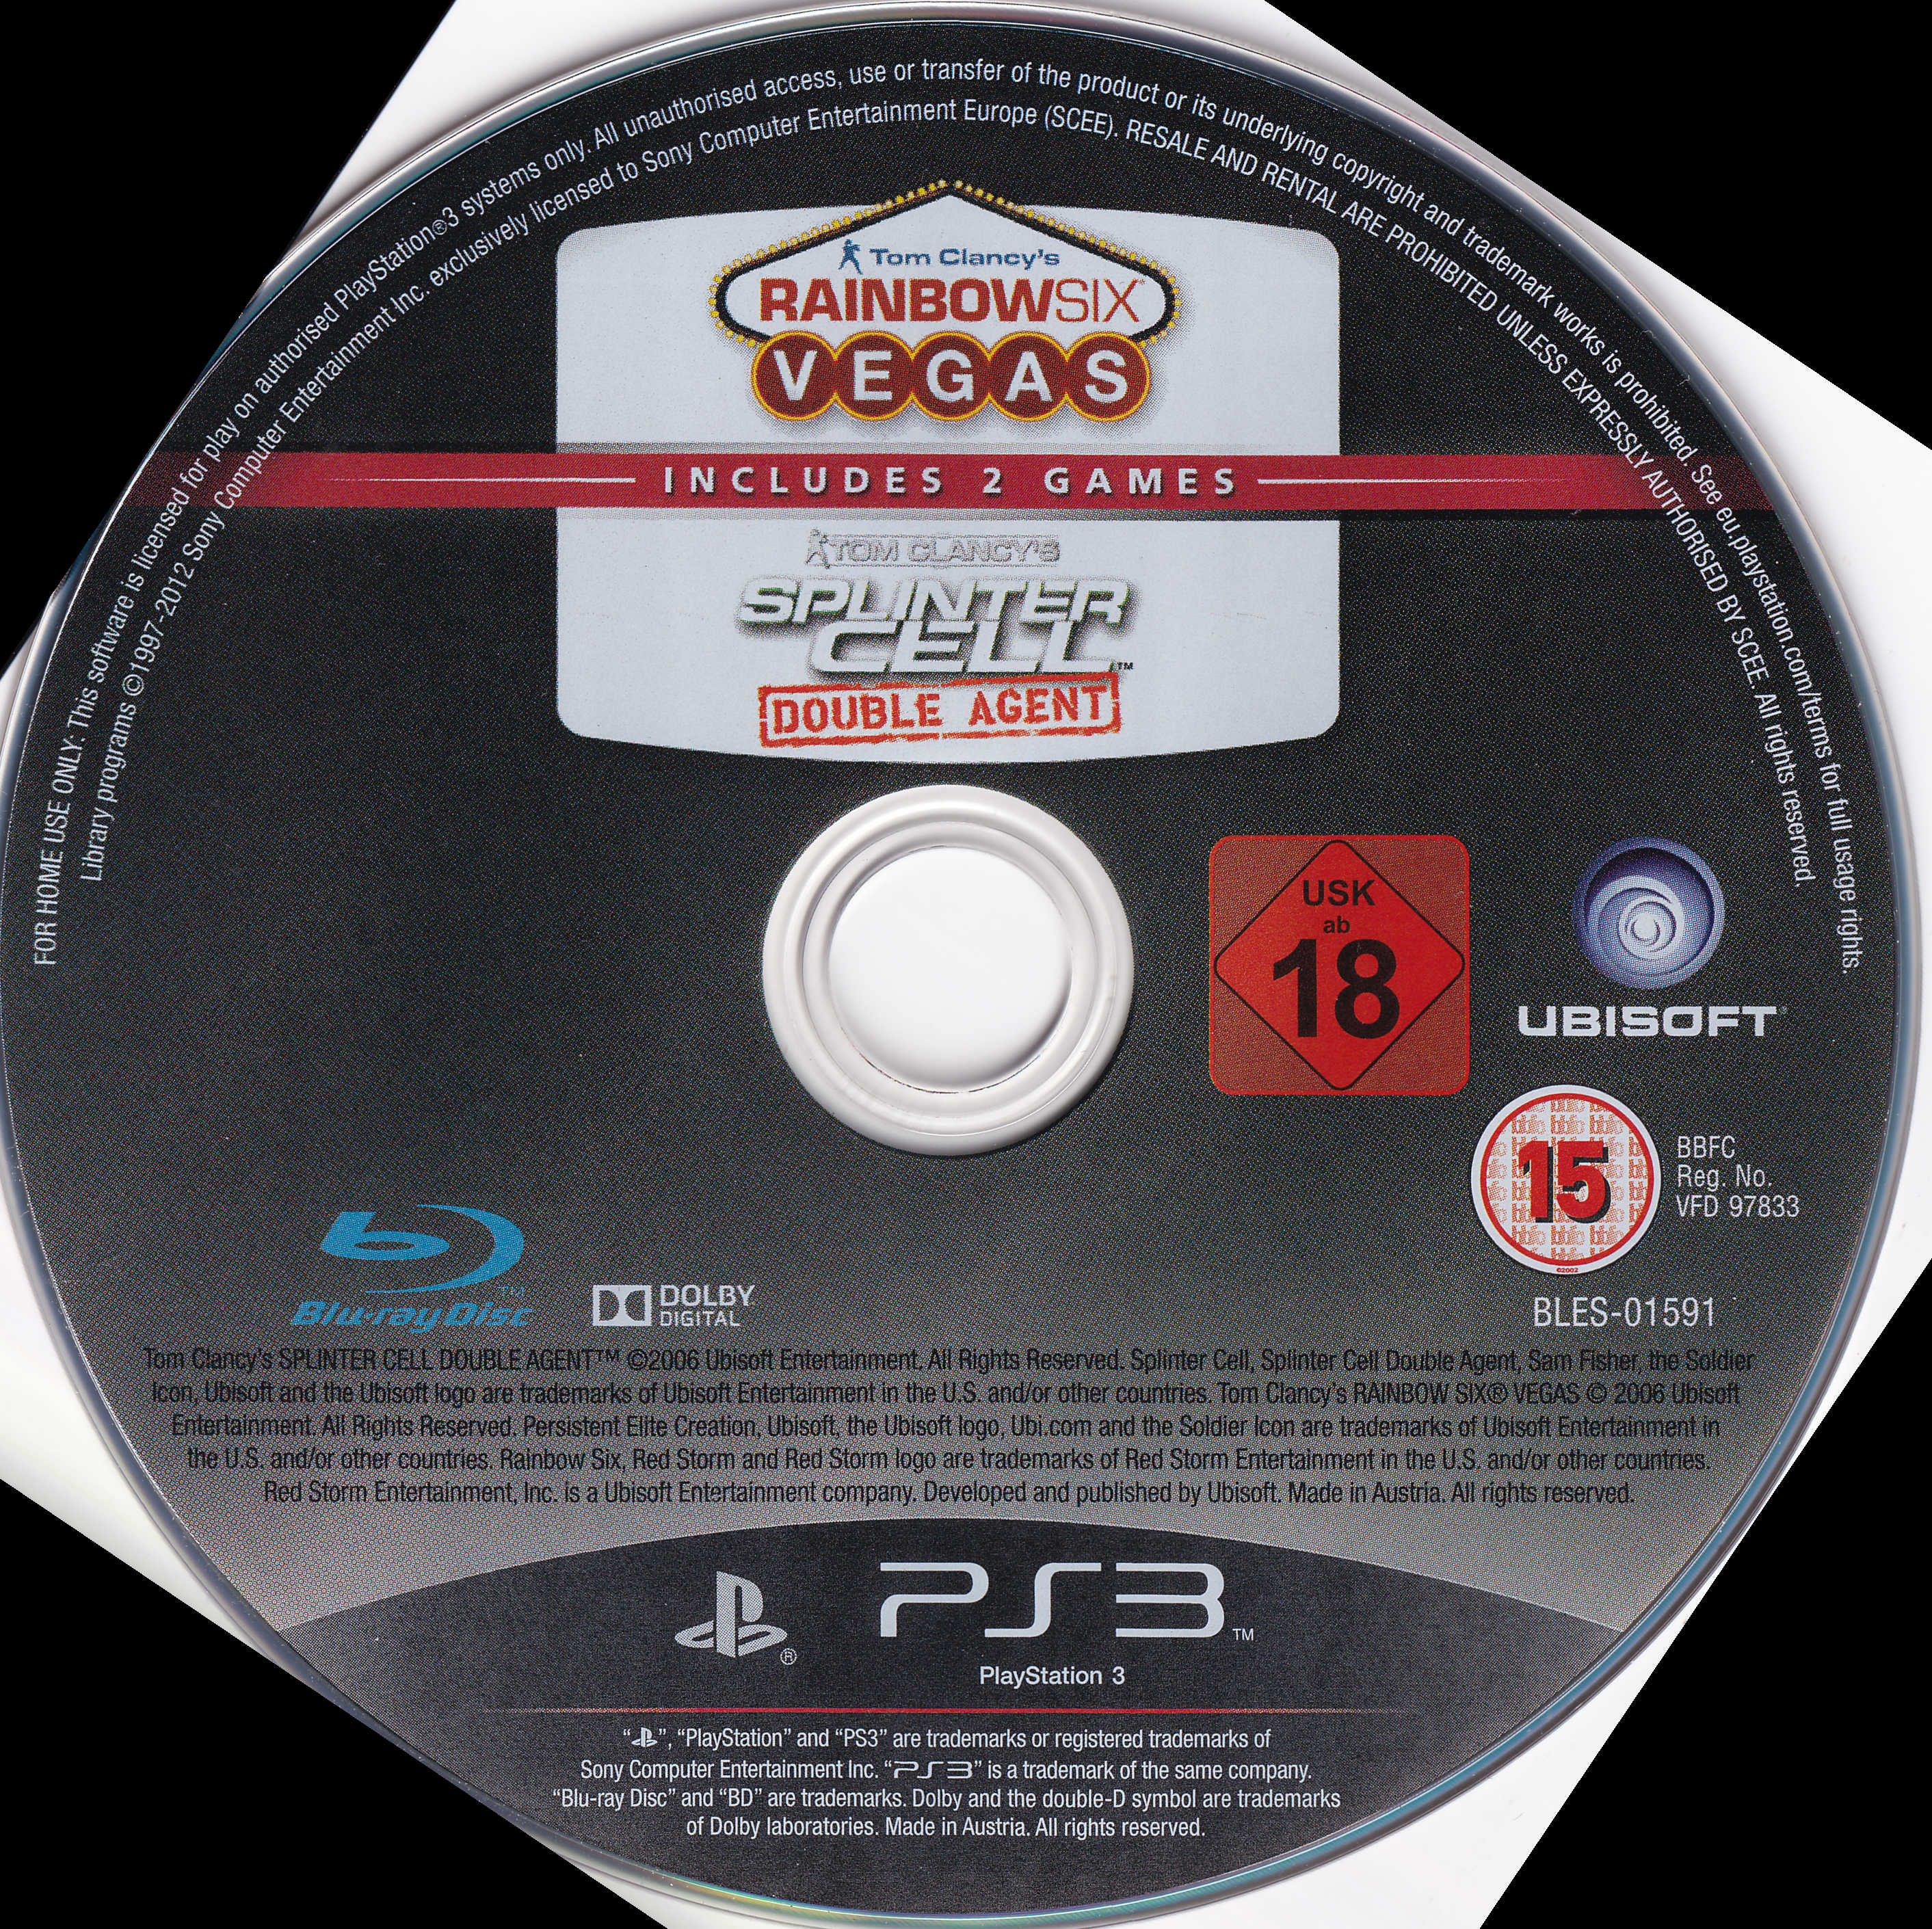 FOR HOME USE ONLY: This software is licensed for play on authorised PlayStation®3 systems only. All unauthorised access, use or transfer of the product or its underlying copyright and trademark works is prohibited. See eu.playstation.com/terms for full usage rights.
Library programs ©1997-2012 Sony Computer Entertainment Inc. exclusively licensed to Sony Computer Entertainment Europe (SCEE). RESALE AND RENTAL ARE PROHIBITED UNLESS EXPRESSLY AUTHORISED BY SCEE. All rights reserved.
Tom Clancy's
RAINBOWSIX
VEGAS
INCLUDES 2 GAMES
TOM CLANCY'S
SPLINTER
CELL™
DOUBLE AGENT
USK
ab
18
UBISOFT®
15
©2002
BBFC
Reg. No.
VFD 97833
Blu-ray Disc™
DOLBY
DIGITAL
BLES-01591
Tom Clancy's SPLINTER CELL DOUBLE AGENT™ ©2006 Ubisoft Entertainment. All Rights Reserved. Splinter Cell, Splinter Cell Double Agent, Sam Fisher, the Soldier
Icon, Ubisoft and the Ubisoft logo are trademarks of Ubisoft Entertainment in the U.S. and/or other countries. Tom Clancy's RAINBOW SIX® VEGAS © 2006 Ubisoft
Entertainment. All Rights Reserved. Persistent Elite Creation, Ubisoft, the Ubisoft logo, Ubi.com and the Soldier Icon are trademarks of Ubisoft Entertainment in
the U.S. and/or other countries. Rainbow Six, Red Storm and Red Storm logo are trademarks of Red Storm Entertainment in the U.S. and/or other countries.
Red Storm Entertainment, Inc. is a Ubisoft Entertainment company. Developed and published by Ubisoft. Made in Austria. All rights reserved.
® PS3™
PlayStation 3
“ ”, “PlayStation” and “PS3” are trademarks or registered trademarks of
Sony Computer Entertainment Inc. “PS3” is a trademark of the same company.
“Blu-ray Disc” and “BD” are trademarks. Dolby and the double-D symbol are trademarks
of Dolby laboratories. Made in Austria. All rights reserved.